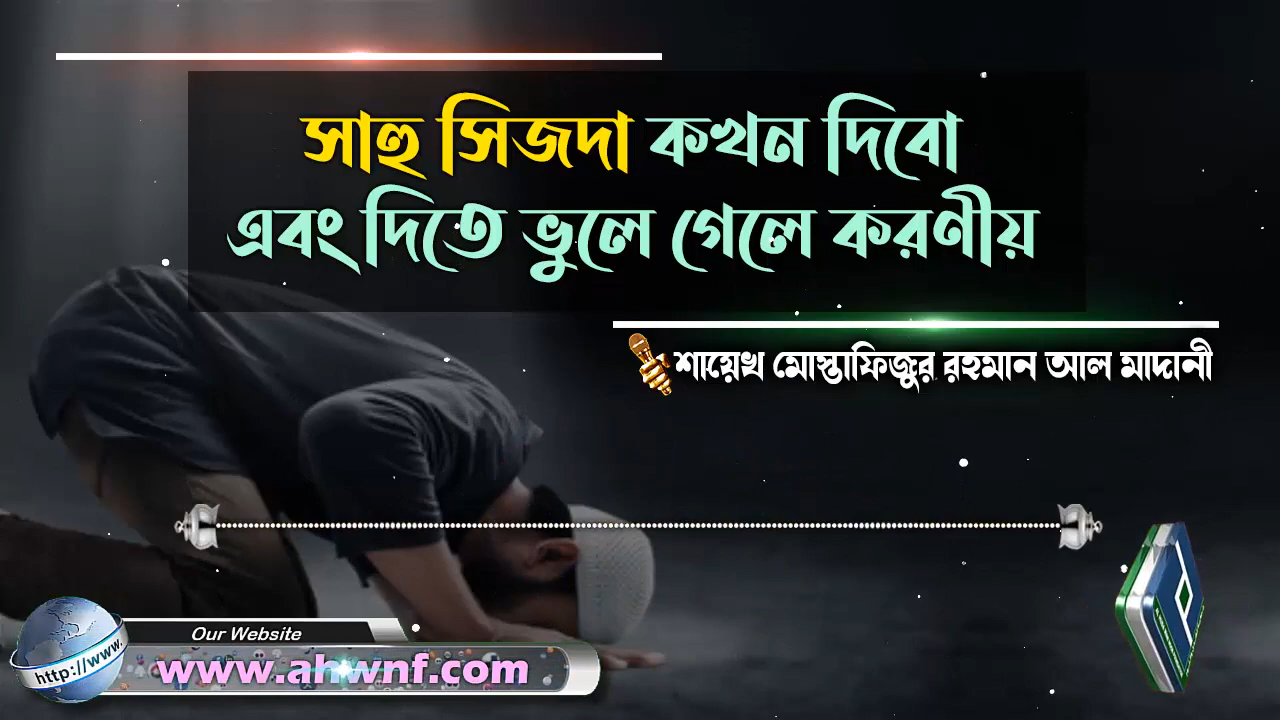 সাহু সিজদা কখন দিবো
এবং দিতে ভুলে গেলে করণীয়
শায়েখ মোস্তাফিজুর রহমান আল মাদানী
Our Website
http://www.
www.ahwnf.com